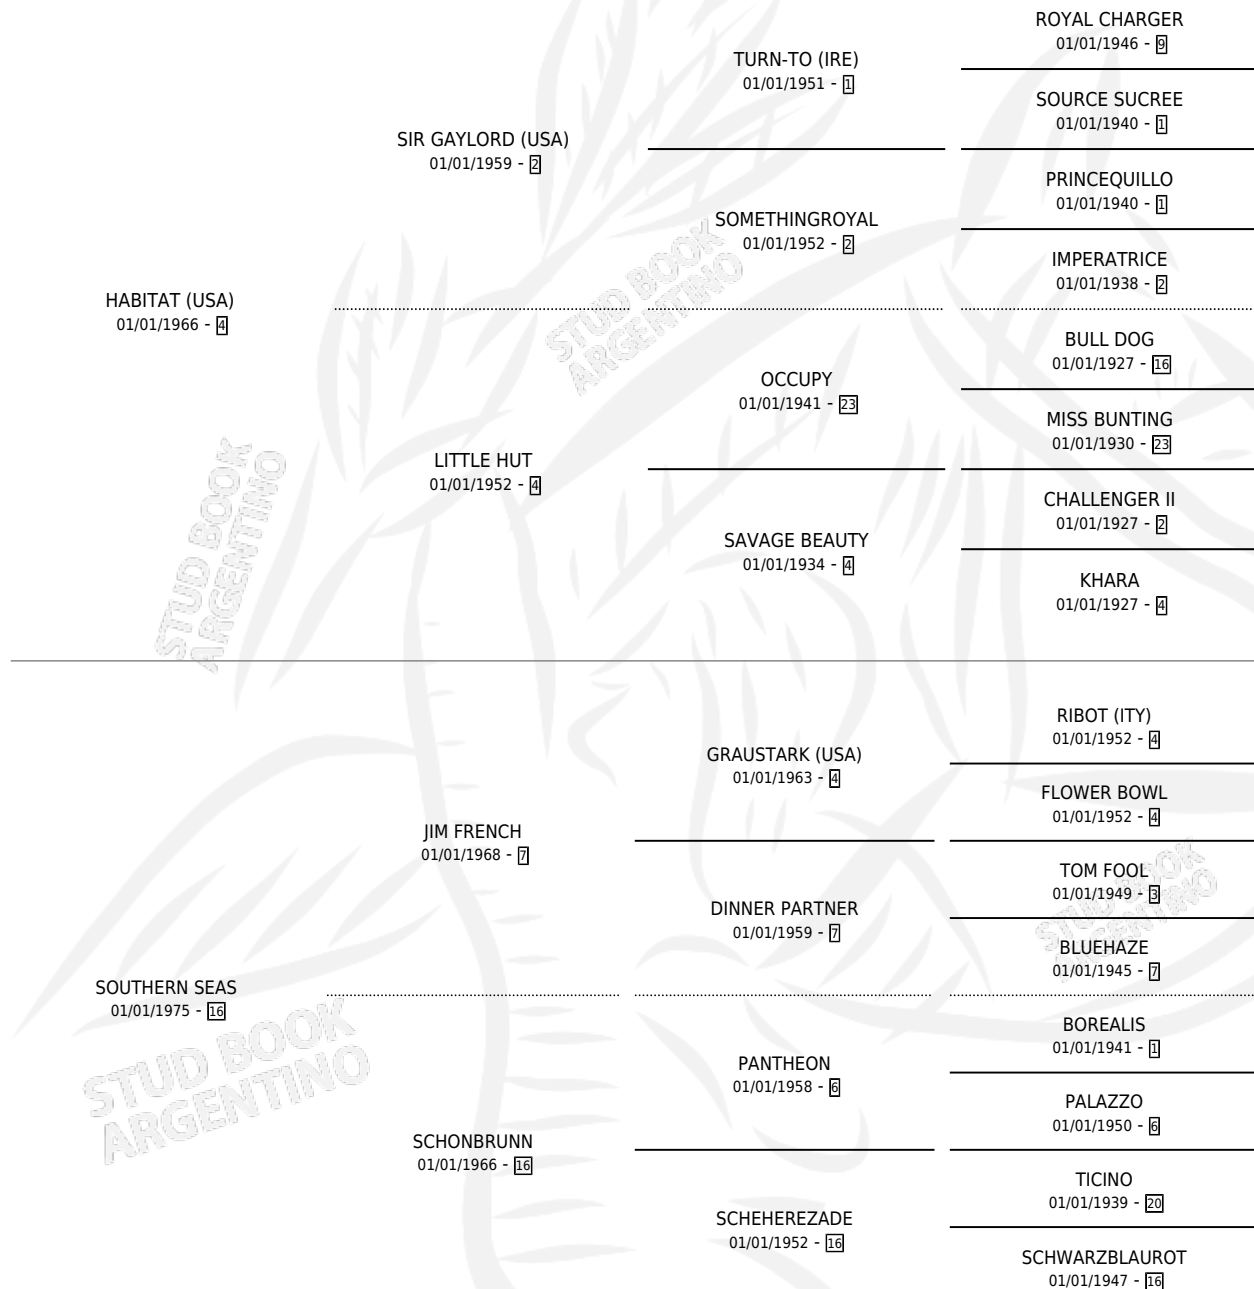 ROYAL CHARGER
01/01/1946 - 9
TURN-TO (IRE)
01/01/1951 - 1
SOURCE SUCREE
01/01/1940 - 1
SIR GAYLORD (USA)
01/01/1959 - 2
PRINCEQUILLO
01/01/1940 - 1
SOMETHINGROYAL
01/01/1952 - 2
IMPERATRICE
01/01/1938 - 2
HABITAT (USA)
01/01/1966 - 4
BULL DOG
01/01/1927 - 16
OCCUPY
01/01/1941 - 23
MISS BUNTING
01/01/1930 - 23
LITTLE HUT
01/01/1952 - 4
CHALLENGER II
01/01/1927 - 2
SAVAGE BEAUTY
01/01/1934 - 4
KHARA
01/01/1927 - 4
RIBOT (ITY)
01/01/1952 - 4
GRAUSTARK (USA)
01/01/1963 - 4
FLOWER BOWL
01/01/1952 - 4
JIM FRENCH
01/01/1968 - 7
TOM FOOL
01/01/1949 - 3
DINNER PARTNER
01/01/1959 - 7
BLUEHAZE
01/01/1945 - 7
SOUTHERN SEAS
01/01/1975 - 16
BOREALIS
01/01/1941 - 1
PANTHEON
01/01/1958 - 6
PALAZZO
01/01/1950 - 6
SCHONBRUNN
01/01/1966 - 16
TICINO
01/01/1939 - 20
SCHEHEREZADE
01/01/1952 - 16
SCHWARZBLAUROT
01/01/1947 - 16
STUD BOOK
ARGENTINO
STUD BOOK
ARGENTINO
STUD BOOK
ARGENTINO
STUD BOOK
ARGENTINO